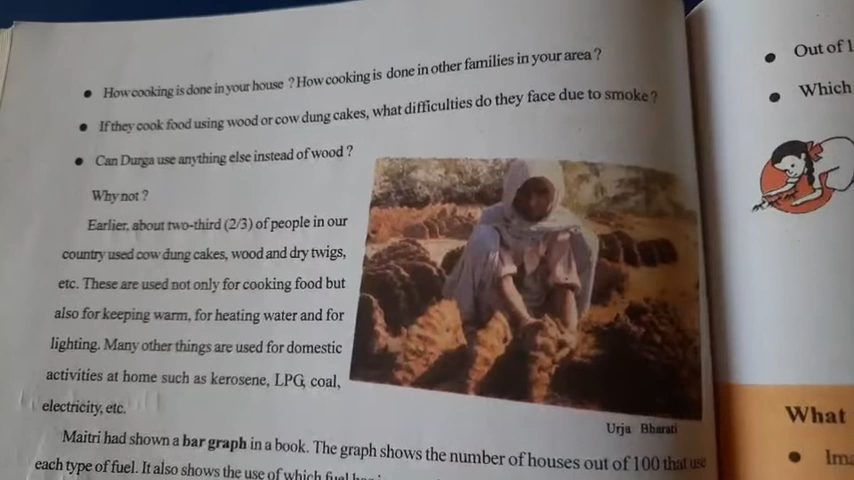 • How cooking is done in your house ? How cooking is done in other families in your area ?
• If they cook food using wood or cow dung cakes, what difficulties do they face due to smoke ?
• Can Durga use anything else instead of wood ?
Why not ?
Earlier, about two-third (2/3) of people in our
country used cow dung cakes, wood and dry twigs,
etc. These are used not only for cooking food but
also for keeping warm, for heating water and for
lighting. Many other things are used for domestic
activities at home such as kerosene, LPG, coal,
electricity, etc.
Urja Bharati
Maitri had shown a bar graph in a book. The graph shows the number of houses out of 100 that use
each type of fuel. It also shows the use of which fuel
• Out of 1
• Which
What
•